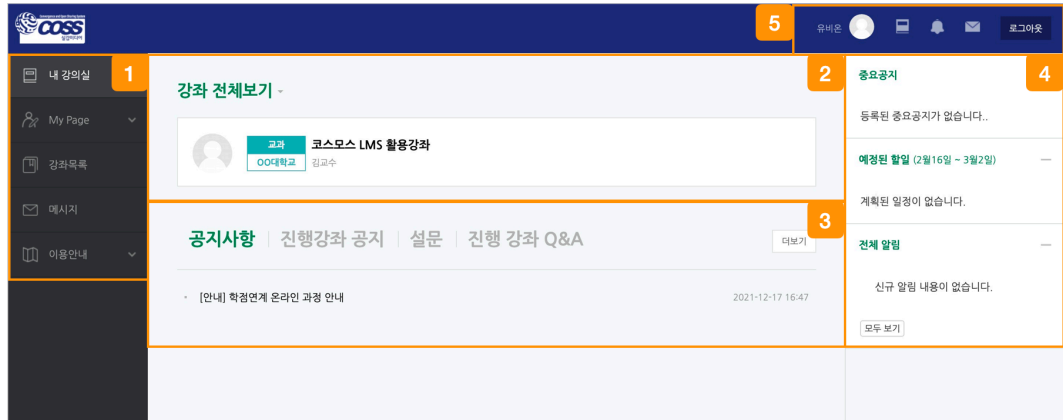 COSS
실감미디어
5
유비온
로그아웃
1
내 강의실
My Page
강좌목록
메시지
이용안내
2
강좌 전체보기
교과
OO대학교
코스모스 LMS 활용강좌
김교수
3
공지사항 | 진행강좌 공지 | 설문 | 진행 강좌 Q&A
더보기
[안내] 학점연계 온라인 과정 안내
2021-12-17 16:47
4
중요공지
등록된 중요공지가 없습니다..
예정된 할일 (2월16일 ~ 3월2일)
계획된 일정이 없습니다.
전체 알림
신규 알림 내용이 없습니다.
모두 보기